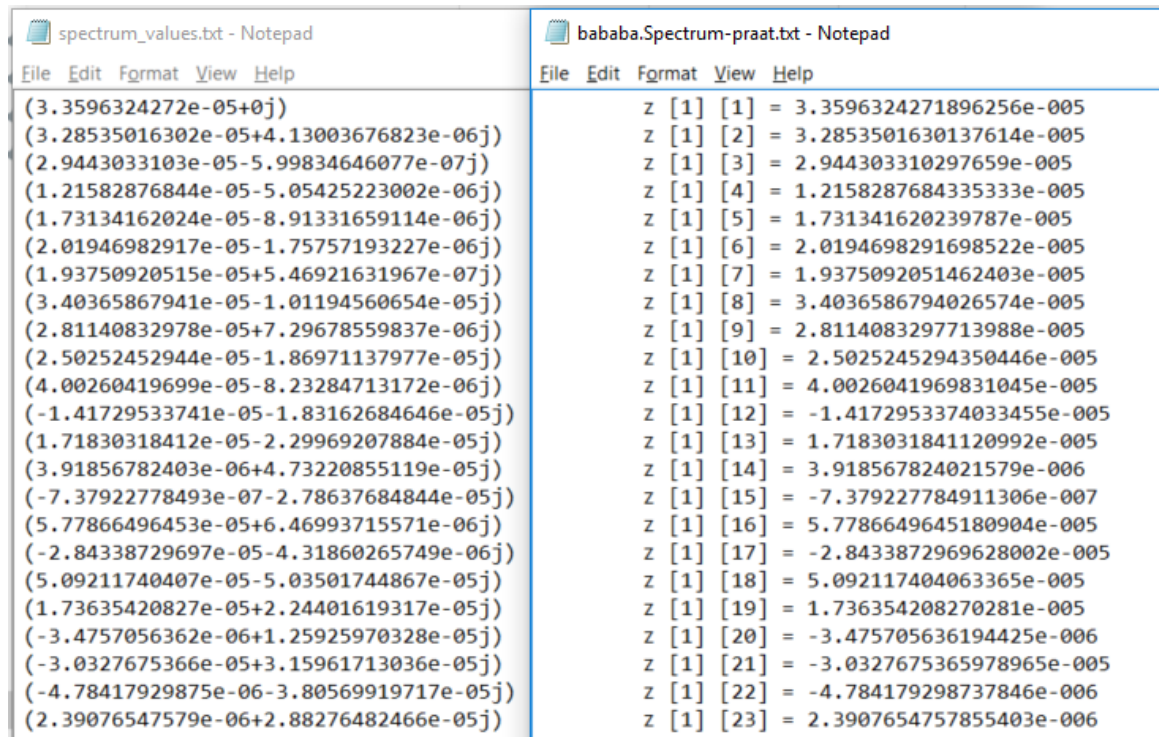 spectrum_values.txt - Notepad
File Edit Format View Help
(3.3596324272e-05+0j)
(3.28535016302e-05+4.13003676823e-06j)
(2.9443033103e-05-5.99834646077e-07j)
(1.21582876844e-05-5.05425223002e-06j)
(1.73134162024e-05-8.91331659114e-06j)
(2.01946982917e-05-1.75757193227e-06j)
(1.93750920515e-05+5.46921631967e-07j)
(3.40365867941e-05-1.01194560654e-05j)
(2.81140832978e-05+7.29678559837e-06j)
(2.50252452944e-05-1.86971137977e-05j)
(4.00260419699e-05-8.23284713172e-06j)
(-1.41729533741e-05-1.83162684646e-05j)
(1.71830318412e-05-2.29969207884e-05j)
(3.91856782403e-06+4.73220855119e-05j)
(-7.37922778493e-07-2.78637684844e-05j)
(5.77866496453e-05+6.46993715571e-06j)
(-2.84338729697e-05-4.31860265749e-06j)
(5.09211740407e-05-5.03501744867e-05j)
(1.73635420827e-05+2.24401619317e-05j)
(-3.4757056362e-06+1.25925970328e-05j)
(-3.0327675366e-05+3.15961713036e-05j)
(-4.78417929875e-06-3.80569919717e-05j)
(2.39076547579e-06+2.88276482466e-05j)
bababa.Spectrum-praat.txt - Notepad
File Edit Format View Help
z [1] [1] = 3.3596324271896256e-005
z [1] [2] = 3.2853501630137614e-005
z [1] [3] = 2.944303310297659e-005
z [1] [4] = 1.2158287684335333e-005
z [1] [5] = 1.731341620239787e-005
z [1] [6] = 2.0194698291698522e-005
z [1] [7] = 1.9375092051462403e-005
z [1] [8] = 3.4036586794026574e-005
z [1] [9] = 2.8114083297713988e-005
z [1] [10] = 2.5025245294350446e-005
z [1] [11] = 4.0026041969831045e-005
z [1] [12] = -1.4172953374033455e-005
z [1] [13] = 1.7183031841120992e-005
z [1] [14] = 3.918567824021579e-006
z [1] [15] = -7.379227784911306e-007
z [1] [16] = 5.7786649645180904e-005
z [1] [17] = -2.8433872969628002e-005
z [1] [18] = 5.092117404063365e-005
z [1] [19] = 1.736354208270281e-005
z [1] [20] = -3.475705636194425e-006
z [1] [21] = -3.0327675365978965e-005
z [1] [22] = -4.784179298737846e-006
z [1] [23] = 2.3907654757855403e-006